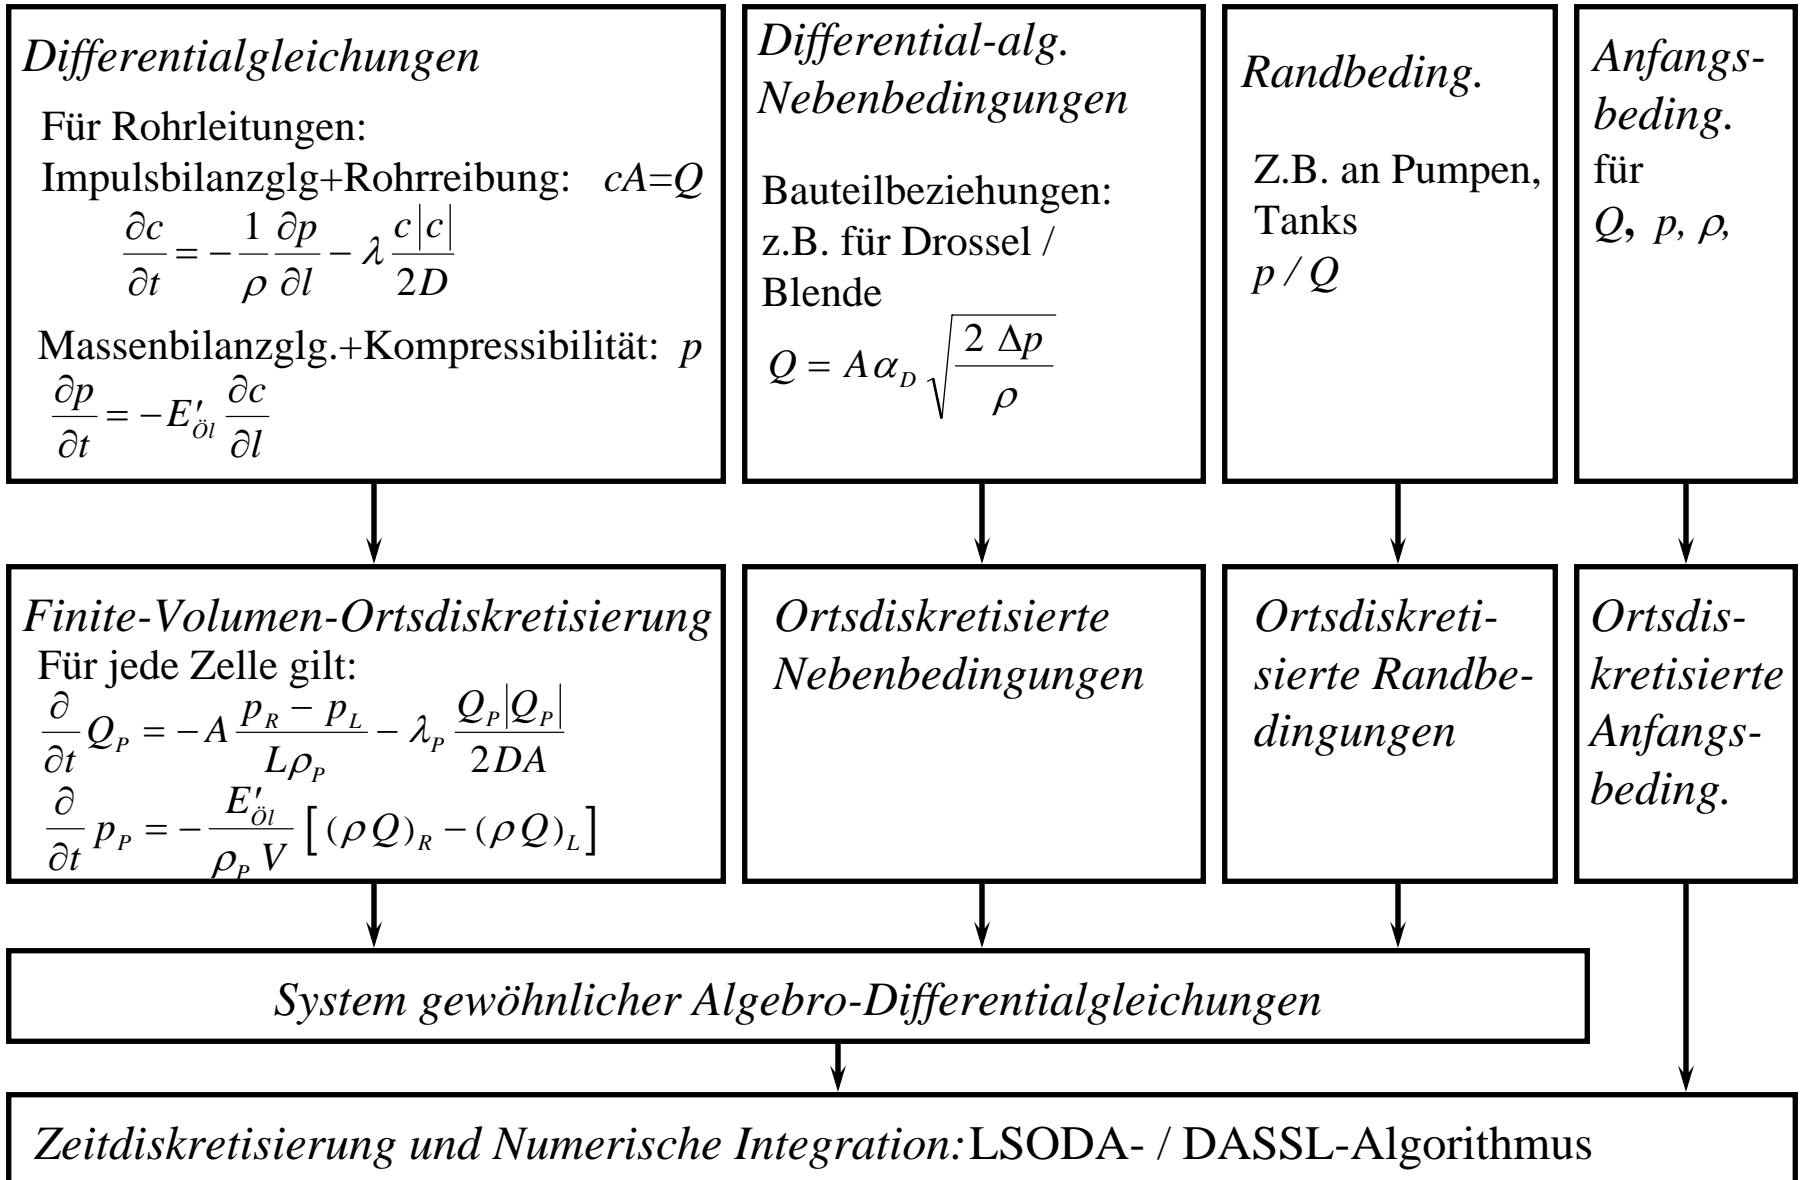 Differentialgleichungen
Für Rohrleitungen:
Impulsbilanzglg+Rohrreibung: cA=Q
∂c/∂t = − 1/ρ ∂p/∂l − λ c|c|/2D
Massenbilanzglg.+Kompressibilität: p
∂p/∂t = −E′Öl ∂c/∂l
Differential-alg.
Nebenbedingungen
Bauteilbeziehungen:
z.B. für Drossel /
Blende
Q = A α_D √(2 Δp / ρ)
Randbeding.
Z.B. an Pumpen,
Tanks
p / Q
Anfangs-
beding.
für
Q, p, ρ,
Finite-Volumen-Ortsdiskretisierung
Für jede Zelle gilt:
∂/∂t Q_P = −A (p_R − p_L)/(Lρ_P) − λ_P Q_P|Q_P|/(2DA)
∂/∂t p_P = − E′Öl/(ρ_P V) [(ρQ)_R − (ρQ)_L]
Ortsdiskretisierte
Nebenbedingungen
Ortsdiskreti-
sierte Randbe-
dingungen
Ortsdis-
kretisierte
Anfangs-
beding.
System gewöhnlicher Algebro-Differentialgleichungen
Zeitdiskretisierung und Numerische Integration: LSODA- / DASSL-Algorithmus